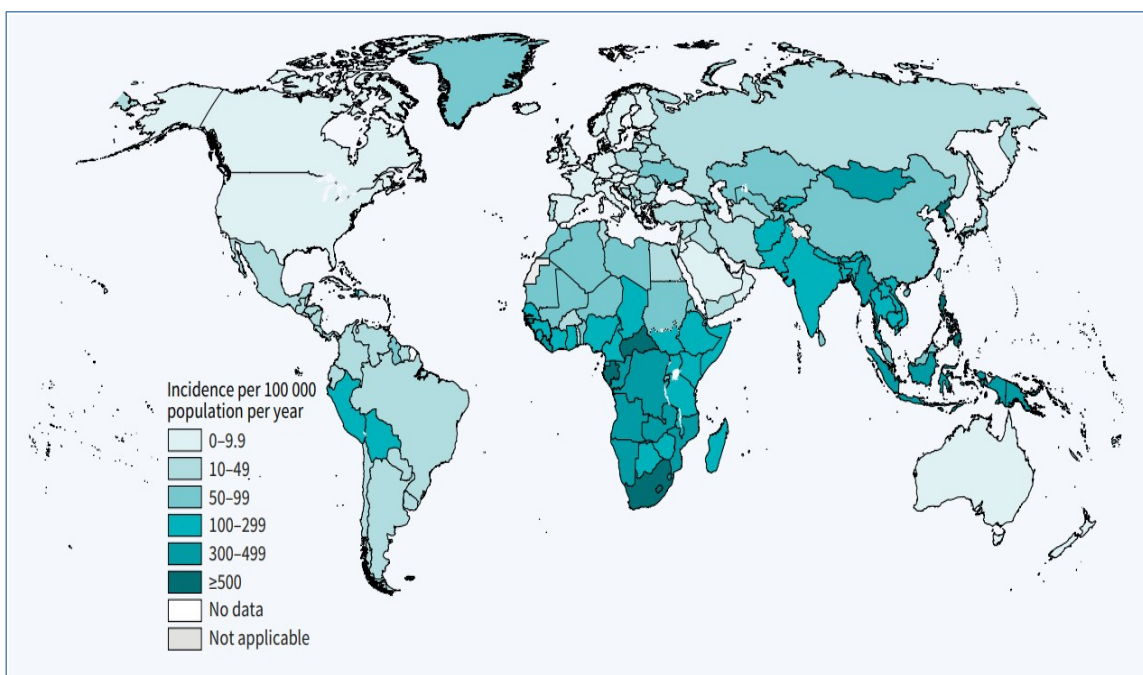 Incidence per 100 000
population per year
0–9.9
10–49
50–99
100–299
300–499
≥500
No data
Not applicable